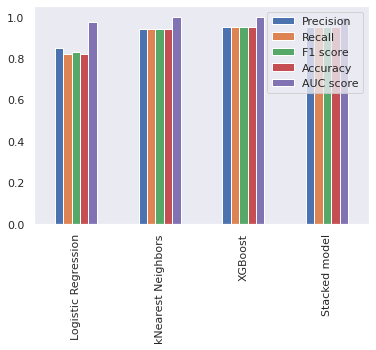 1.0
0.8
0.6
0.4
0.2
0.0
Precision
Recall
F1 score
Accuracy
AUC score
Logistic Regression
kNearest Neighbors
XGBoost
Stacked model